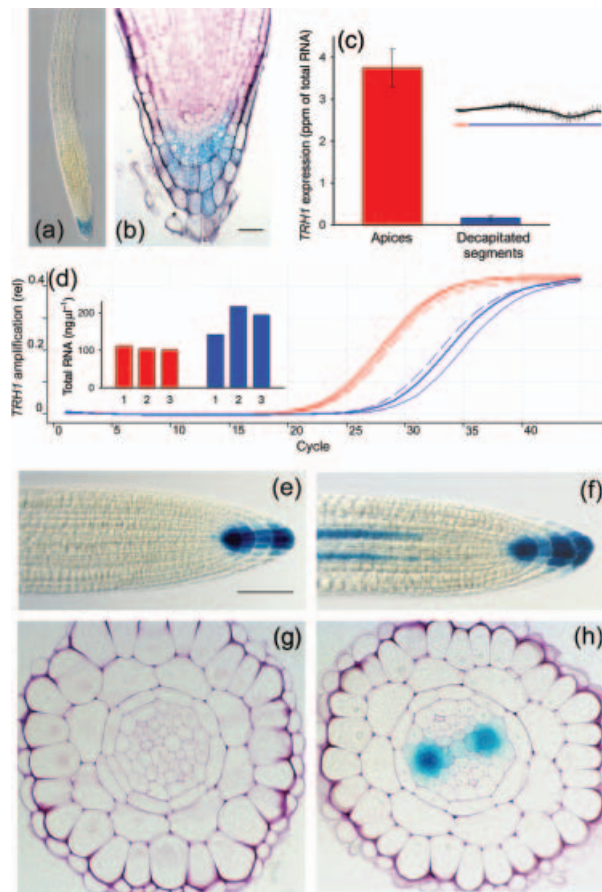 (a)
(b)
(c)
TRH1 expression (ppm of total RNA)
4
3
2
1
0
Apices
Decapitated segments
(d)
TRH1 amplification (rel)
0.4
0.2
0
Total RNA (ngμl⁻¹)
200
100
0
1 2 3 1 2 3
0 5 10 15 20 25 30 35 40
Cycle
(e)
(f)
(g)
(h)